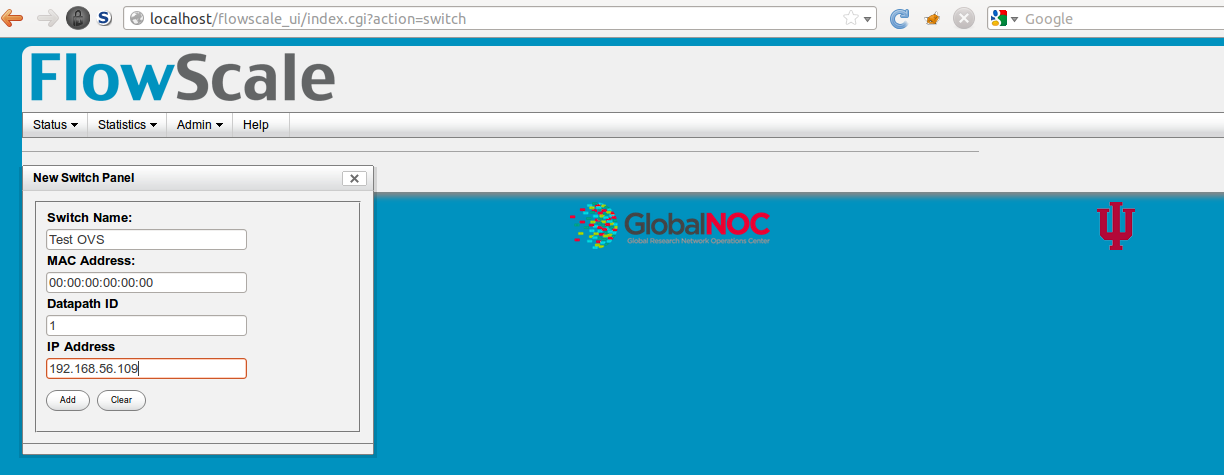 localhost/flowscale_ui/index.cgi?action=switch
Google
FlowScale
Status Statistics Admin Help
New Switch Panel
Switch Name:
Test OVS
MAC Address:
00:00:00:00:00:00
Datapath ID
1
IP Address
192.168.56.109
Add Clear
GlobalNOC
Global Research Network Operations Center